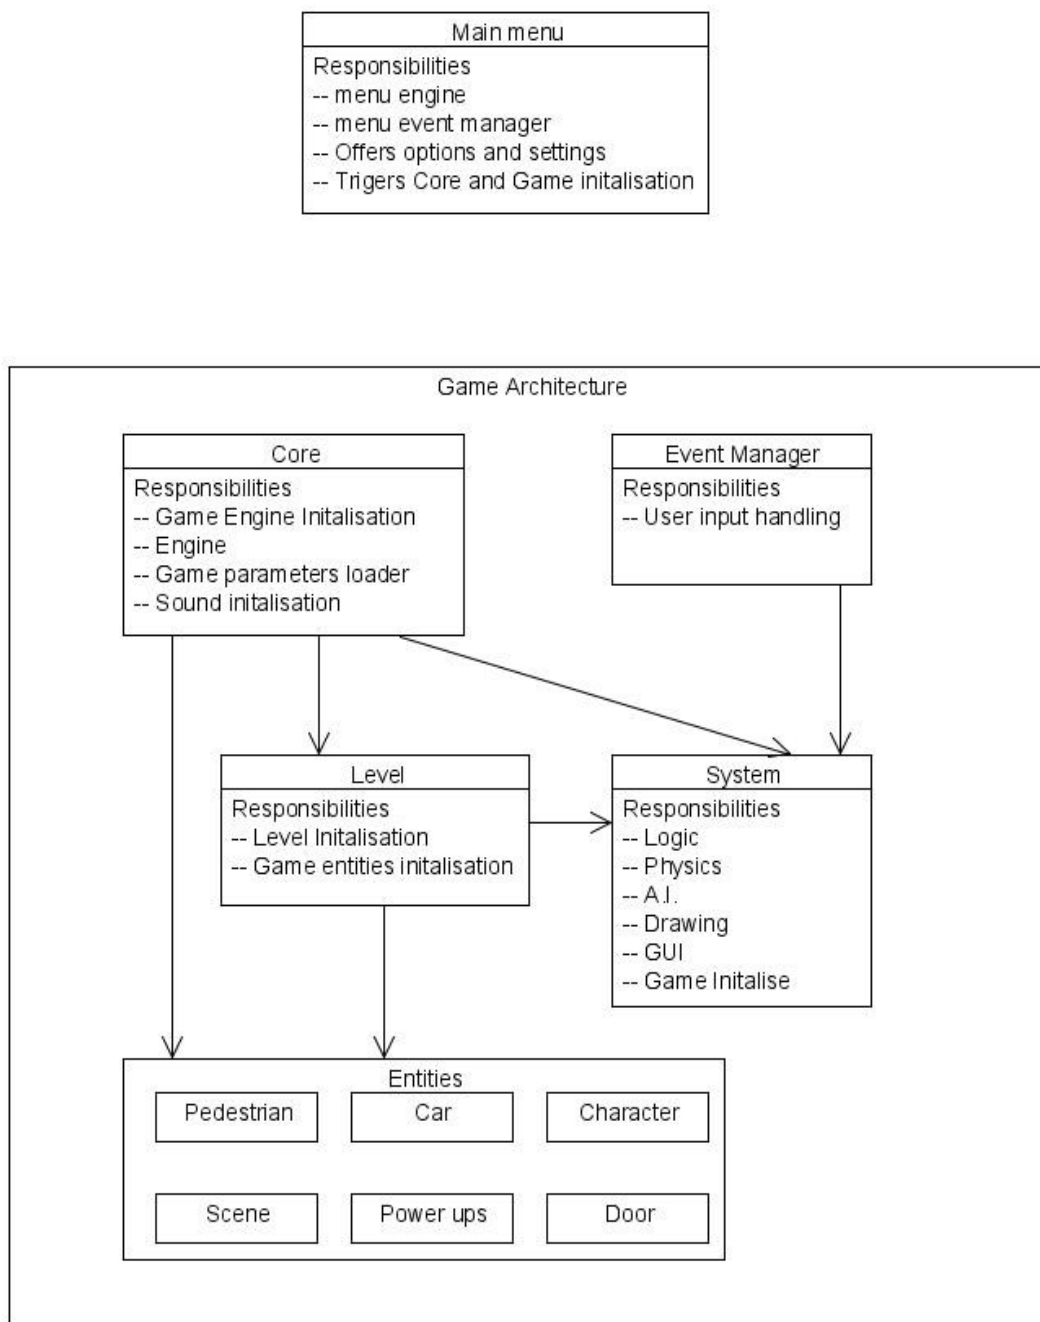 Main menu
Responsibilities
-- menu engine
-- menu event manager
-- Offers options and settings
-- Trigers Core and Game initalisation
Game Architecture
Core
Responsibilities
-- Game Engine Initalisation
-- Engine
-- Game parameters loader
-- Sound initalisation
Event Manager
Responsibilities
-- User input handling
Level
Responsibilities
-- Level Initalisation
-- Game entities initalisation
System
Responsibilities
-- Logic
-- Physics
-- A.I.
-- Drawing
-- GUI
-- Game Initalise
Entities
Pedestrian
Car
Character
Scene
Power ups
Door